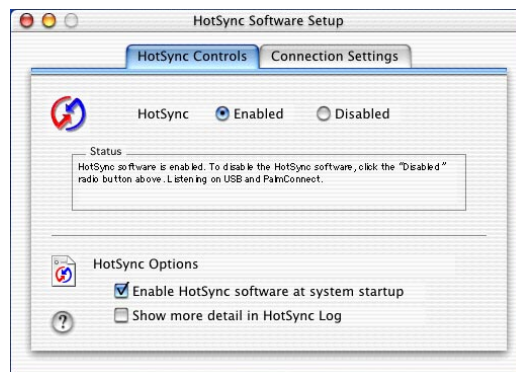 HotSync Software Setup
HotSync Controls Connection Settings
HotSync Enabled Disabled
Status
HotSync software is enabled. To disable the HotSync software, click the "Disabled"
radio button above. Listening on USB and PalmConnect.
HotSync Options
Enable HotSync software at system startup
Show more detail in HotSync Log
?